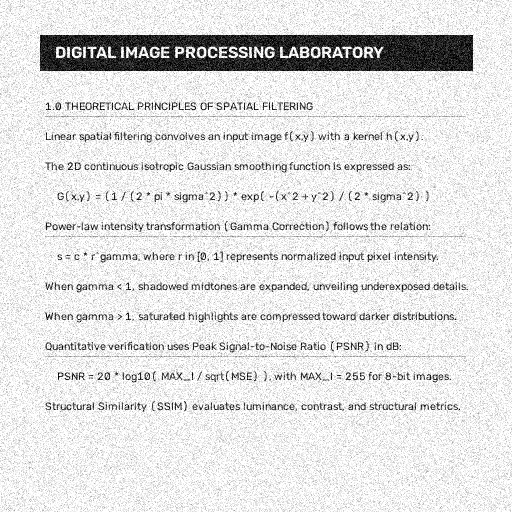 DIGITAL IMAGE PROCESSING LABORATORY
1.0 THEORETICAL PRINCIPLES OF SPATIAL FILTERING
Linear spatial filtering convolves an input image f(x,y) with a kernel h(x,y).
The 2D continuous isotropic Gaussian smoothing function is expressed as:
G(x,y) = (1 / (2 * pi * sigma^2)) * exp( -(x^2 + y^2) / (2 * sigma^2) )
Power-law intensity transformation (Gamma Correction) follows the relation:
s = c * r^gamma, where r in [0, 1] represents normalized input pixel intensity.
When gamma < 1, shadowed midtones are expanded, unveiling underexposed details.
When gamma > 1, saturated highlights are compressed toward darker distributions.
Quantitative verification uses Peak Signal-to-Noise Ratio (PSNR) in dB:
PSNR = 20 * log10( MAX_I / sqrt(MSE) ), with MAX_I = 255 for 8-bit images.
Structural Similarity (SSIM) evaluates luminance, contrast, and structural metrics.